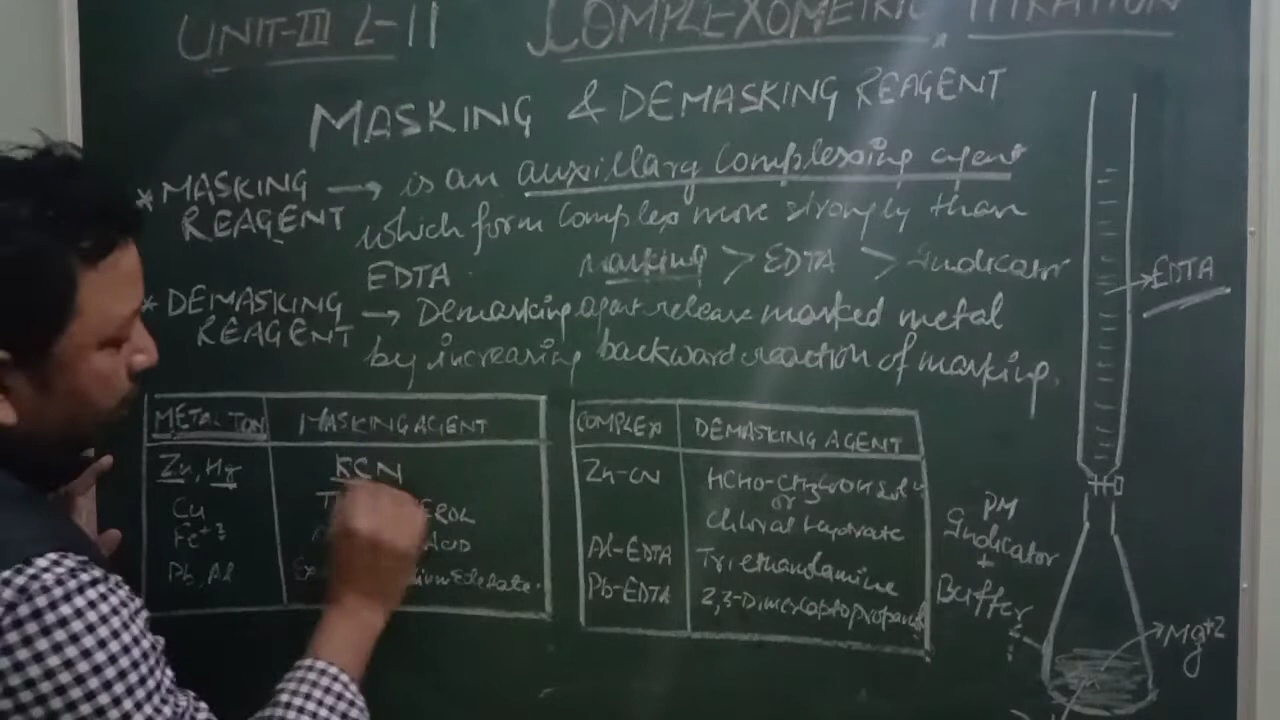 UNIT-III L-11
COMPLEXOMETRIC TITRATION
MASKING & DEMASKING REAGENT
* MASKING REAGENT → is an auxillary Complexing agent
which form Complex more strongly than
EDTA. masking > EDTA > Indicator
* DEMASKING REAGENT → Demasking agent release masked metal
by increasing backward reaction of masking.
METAL ION MASKING AGENT
Zn, Hg KCN
Cu
Fe+3
Pb, Al
COMPLEX DEMASKING AGENT
Zn-CN HCHO-CH3COOH Sol
or
Chloral hydrate
Al-EDTA Triethanolamine
Pb-EDTA 2,3-Dimercaptopropanol
EDTA
PM
Indicator
+
Buffer
Mg+2